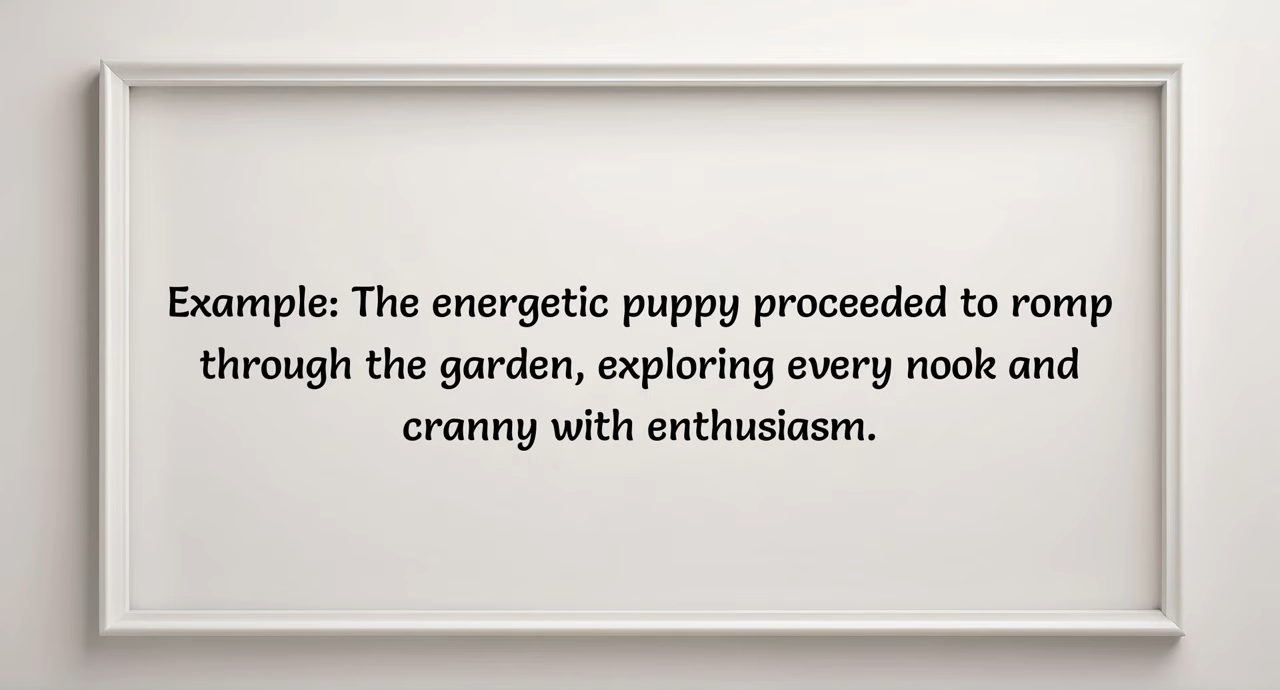 Example: The energetic puppy proceeded to romp
through the garden, exploring every nook and
cranny with enthusiasm.